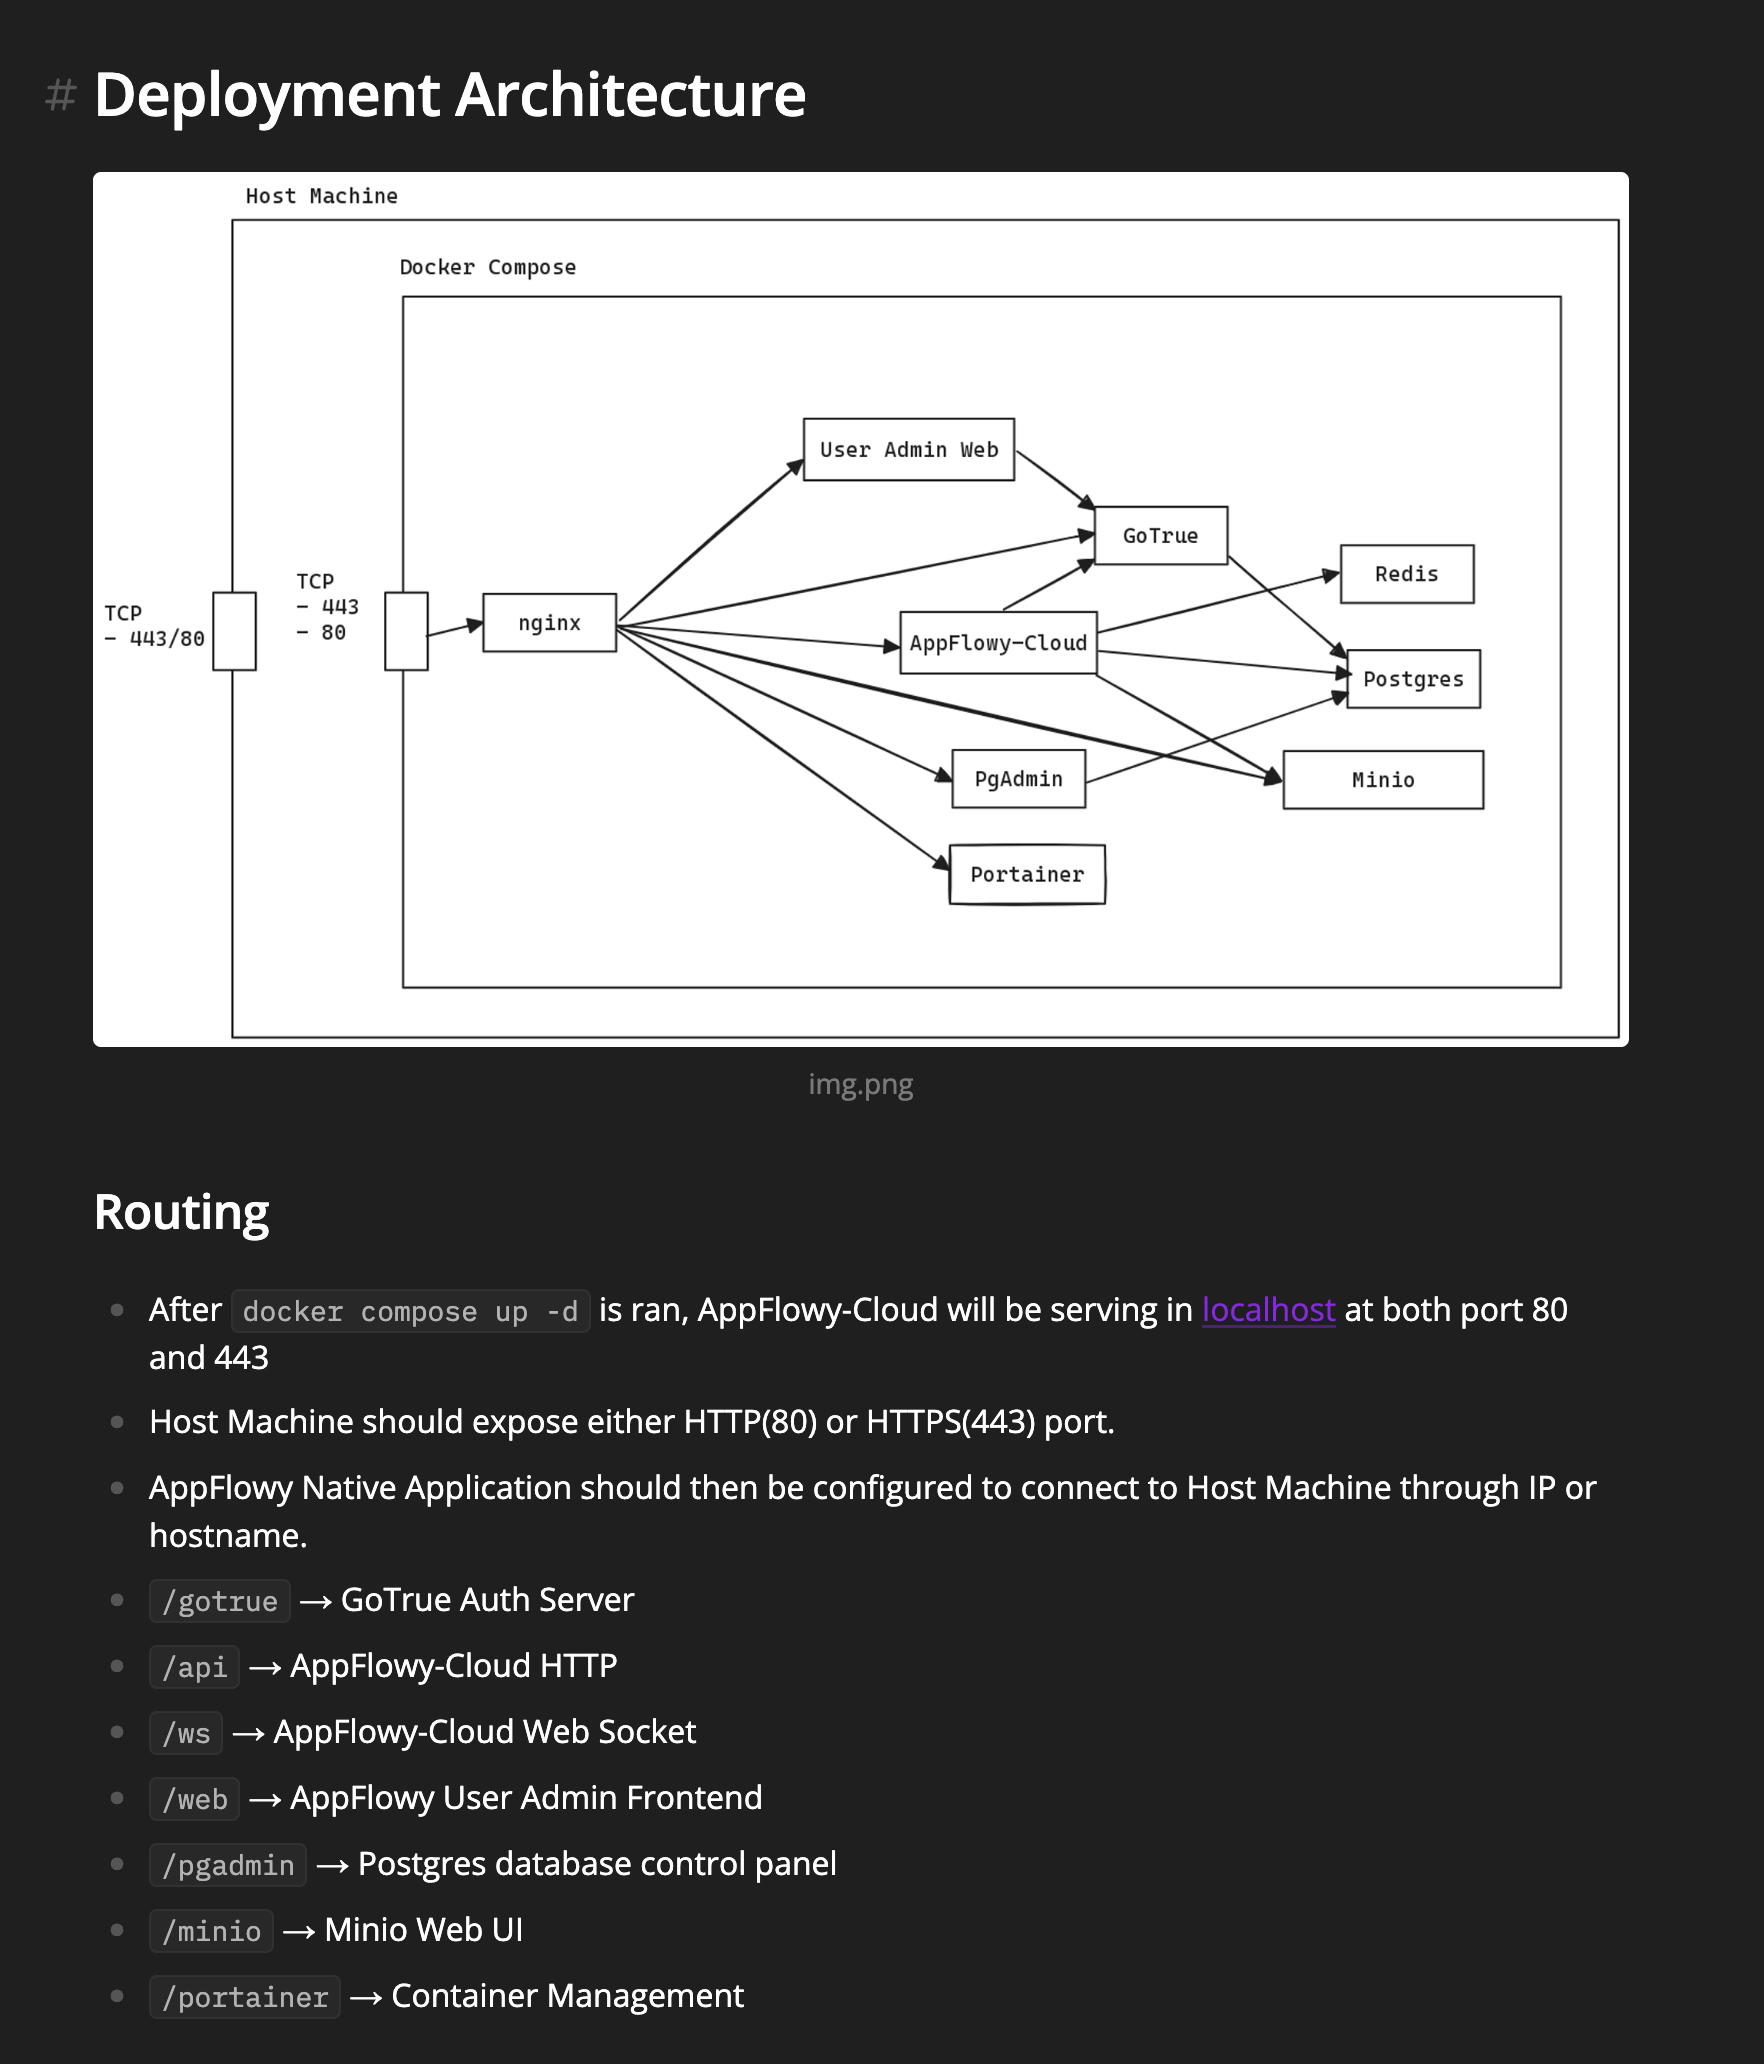 # Deployment Architecture
Host Machine
Docker Compose
User Admin Web
GoTrue
Redis
TCP
- 443/80
TCP
- 443
- 80
nginx
AppFlowy-Cloud
Postgres
PgAdmin
Minio
Portainer
img.png
Routing
After docker compose up -d is ran, AppFlowy-Cloud will be serving in localhost at both port 80
and 443
Host Machine should expose either HTTP(80) or HTTPS(443) port.
AppFlowy Native Application should then be configured to connect to Host Machine through IP or
hostname.
/gotrue → GoTrue Auth Server
/api → AppFlowy-Cloud HTTP
/ws → AppFlowy-Cloud Web Socket
/web → AppFlowy User Admin Frontend
/pgadmin → Postgres database control panel
/minio → Minio Web UI
/portainer → Container Management